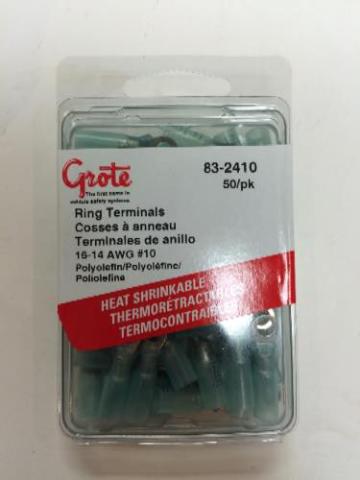 Grote
The first name in
vehicle safety systems.
83-2410
50/pk
Ring Terminals
Cosses à anneau
Terminales de anillo
16-14 AWG #10
Polyolefin/Polyoléfine/
Poliolefina
HEAT SHRINKABLE
THERMORÉTRACTABLES
TERMOCONTRAIBLES